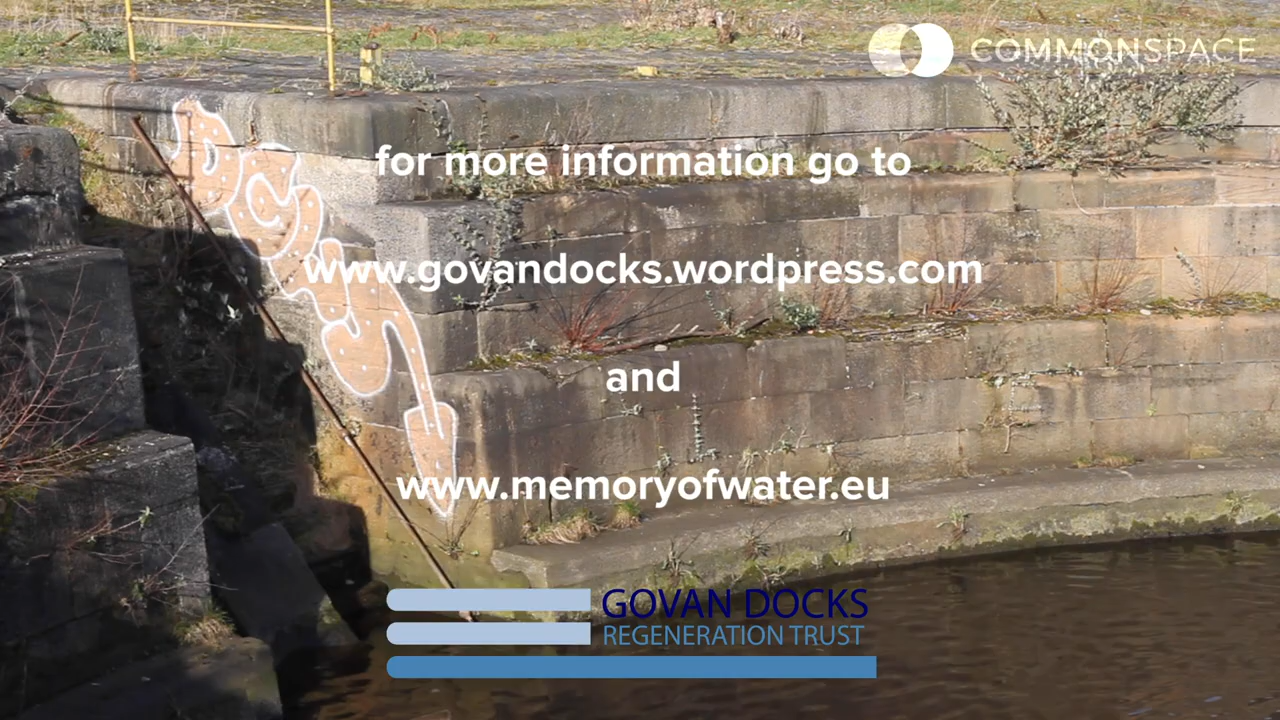 COMMONSPACE
for more information go to
www.govandocks.wordpress.com
and
www.memoryofwater.eu
GOVAN DOCKS
REGENERATION TRUST